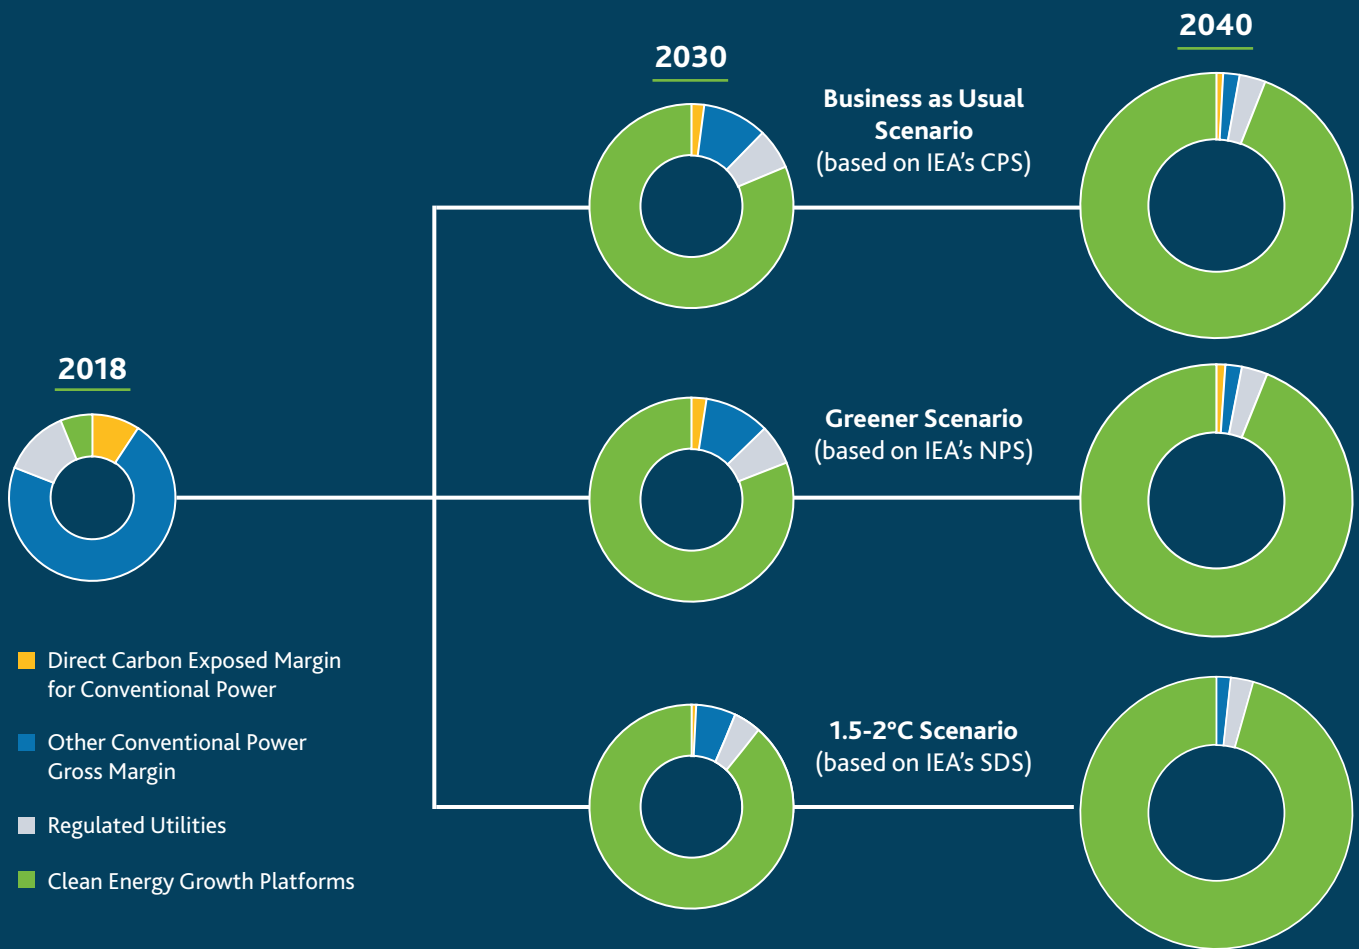 2040
2030
Business as Usual
Scenario
(based on IEA's CPS)
2018
Greener Scenario
(based on IEA's NPS)
Direct Carbon Exposed Margin
for Conventional Power
Other Conventional Power
Gross Margin
Regulated Utilities
Clean Energy Growth Platforms
1.5-2°C Scenario
(based on IEA's SDS)